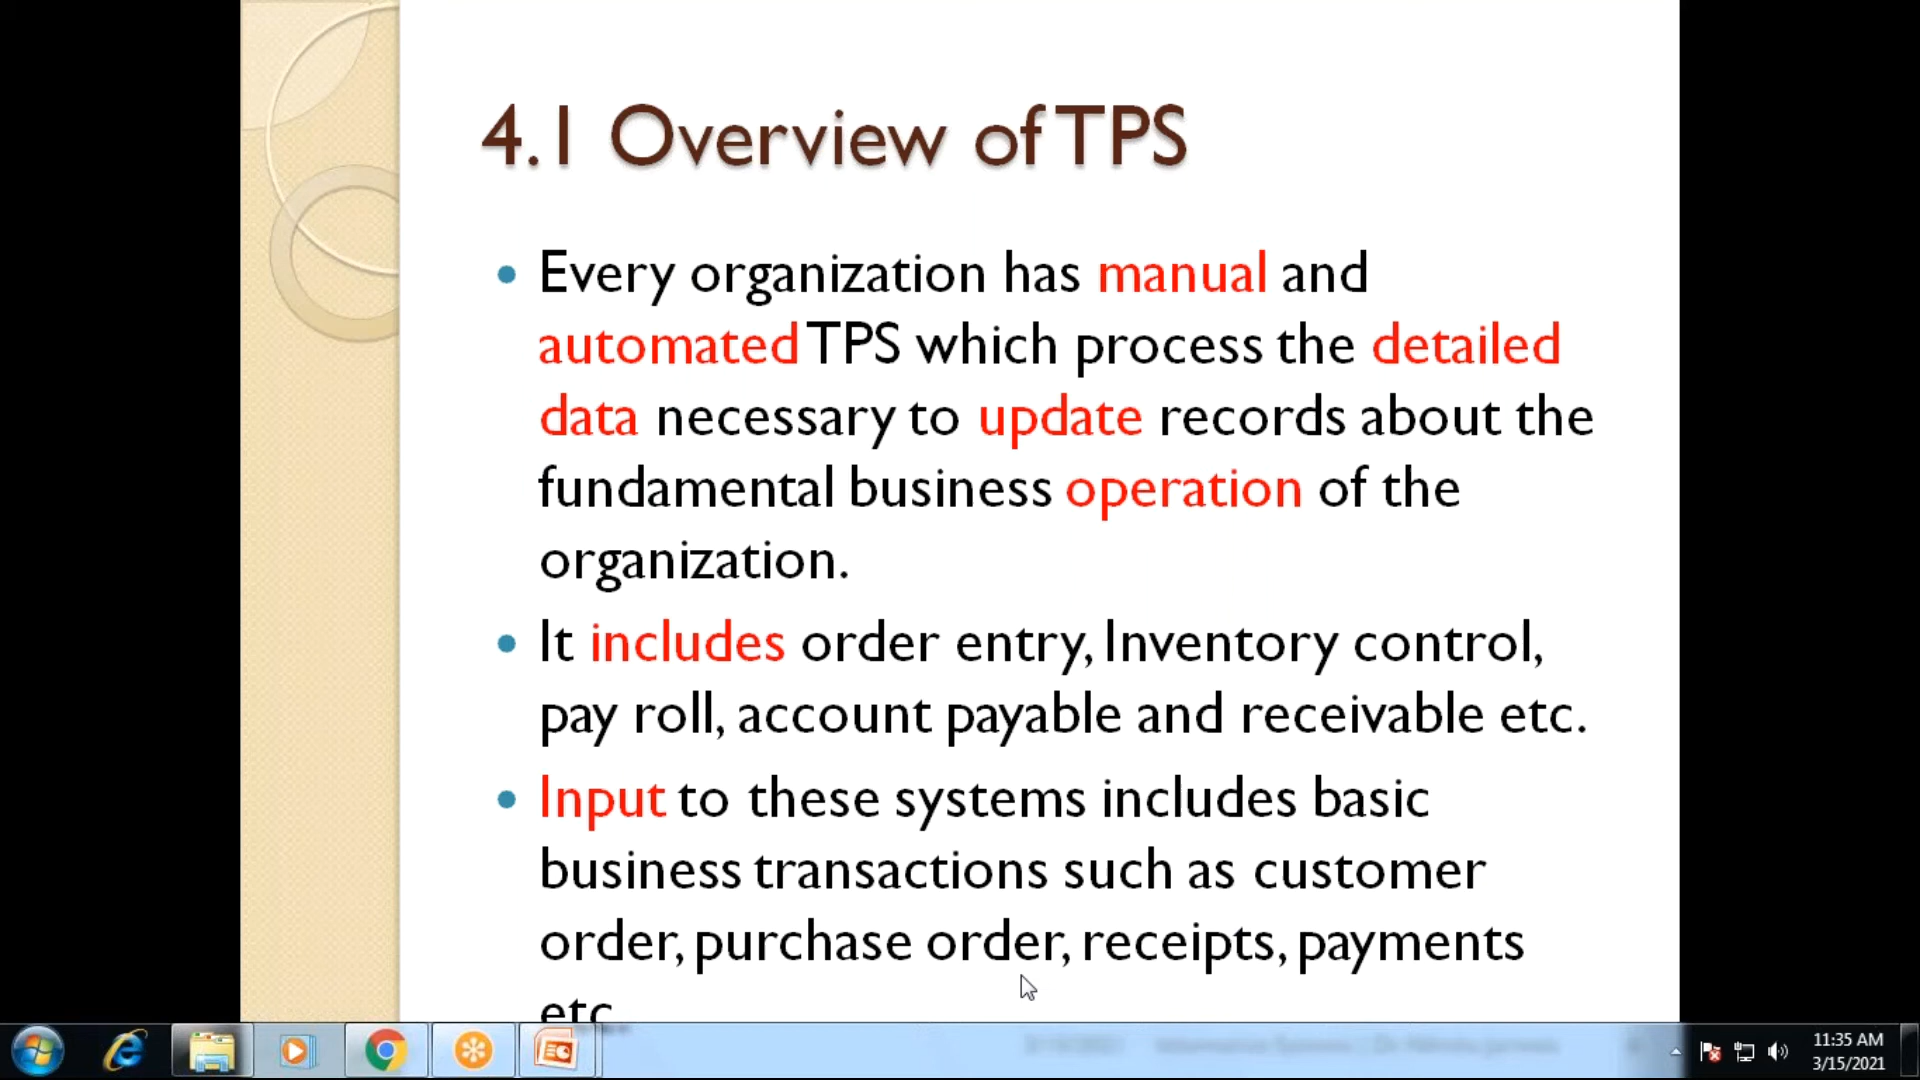 4.1 Overview of TPS
• Every organization has manual and
automated TPS which process the detailed
data necessary to update records about the
fundamental business operation of the
organization.
• It includes order entry, Inventory control,
pay roll, account payable and receivable etc.
• Input to these systems includes basic
business transactions such as customer
order, purchase order, receipts, payments
etc.
11:35 AM
3/15/2021